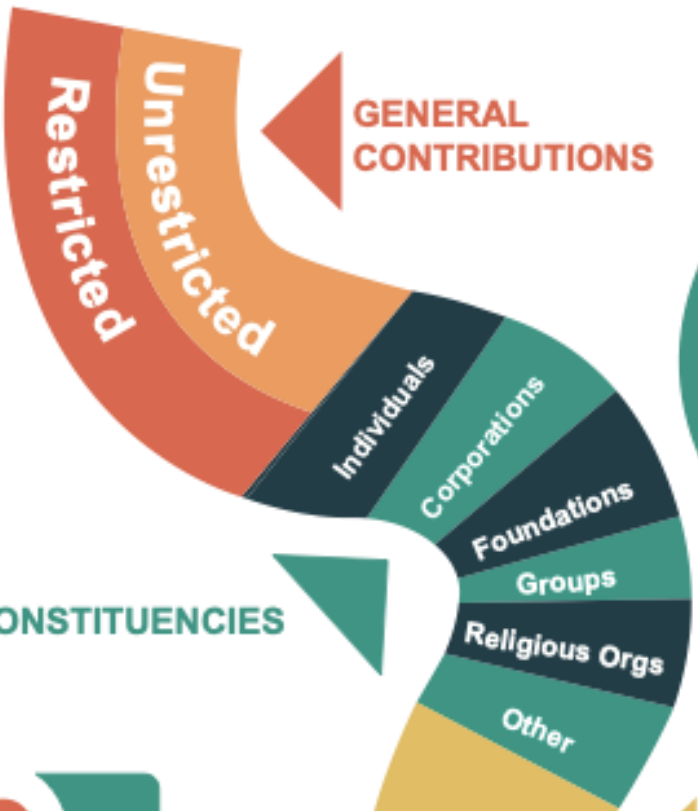 Restricted
Unrestricted
GENERAL
CONTRIBUTIONS
Individuals
Corporations
Foundations
Groups
Religious Orgs
Other
ONSTITUENCIES